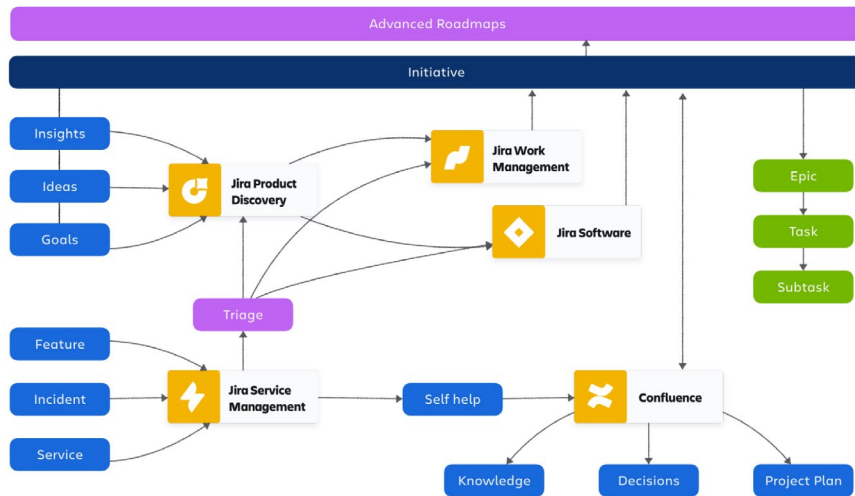 Advanced Roadmaps
Initiative
Insights
Ideas
Goals
Jira Product
Discovery
Jira Work
Management
Jira Software
Epic
Task
Subtask
Triage
Feature
Incident
Service
Jira Service
Management
Self help
Confluence
Knowledge
Decisions
Project Plan